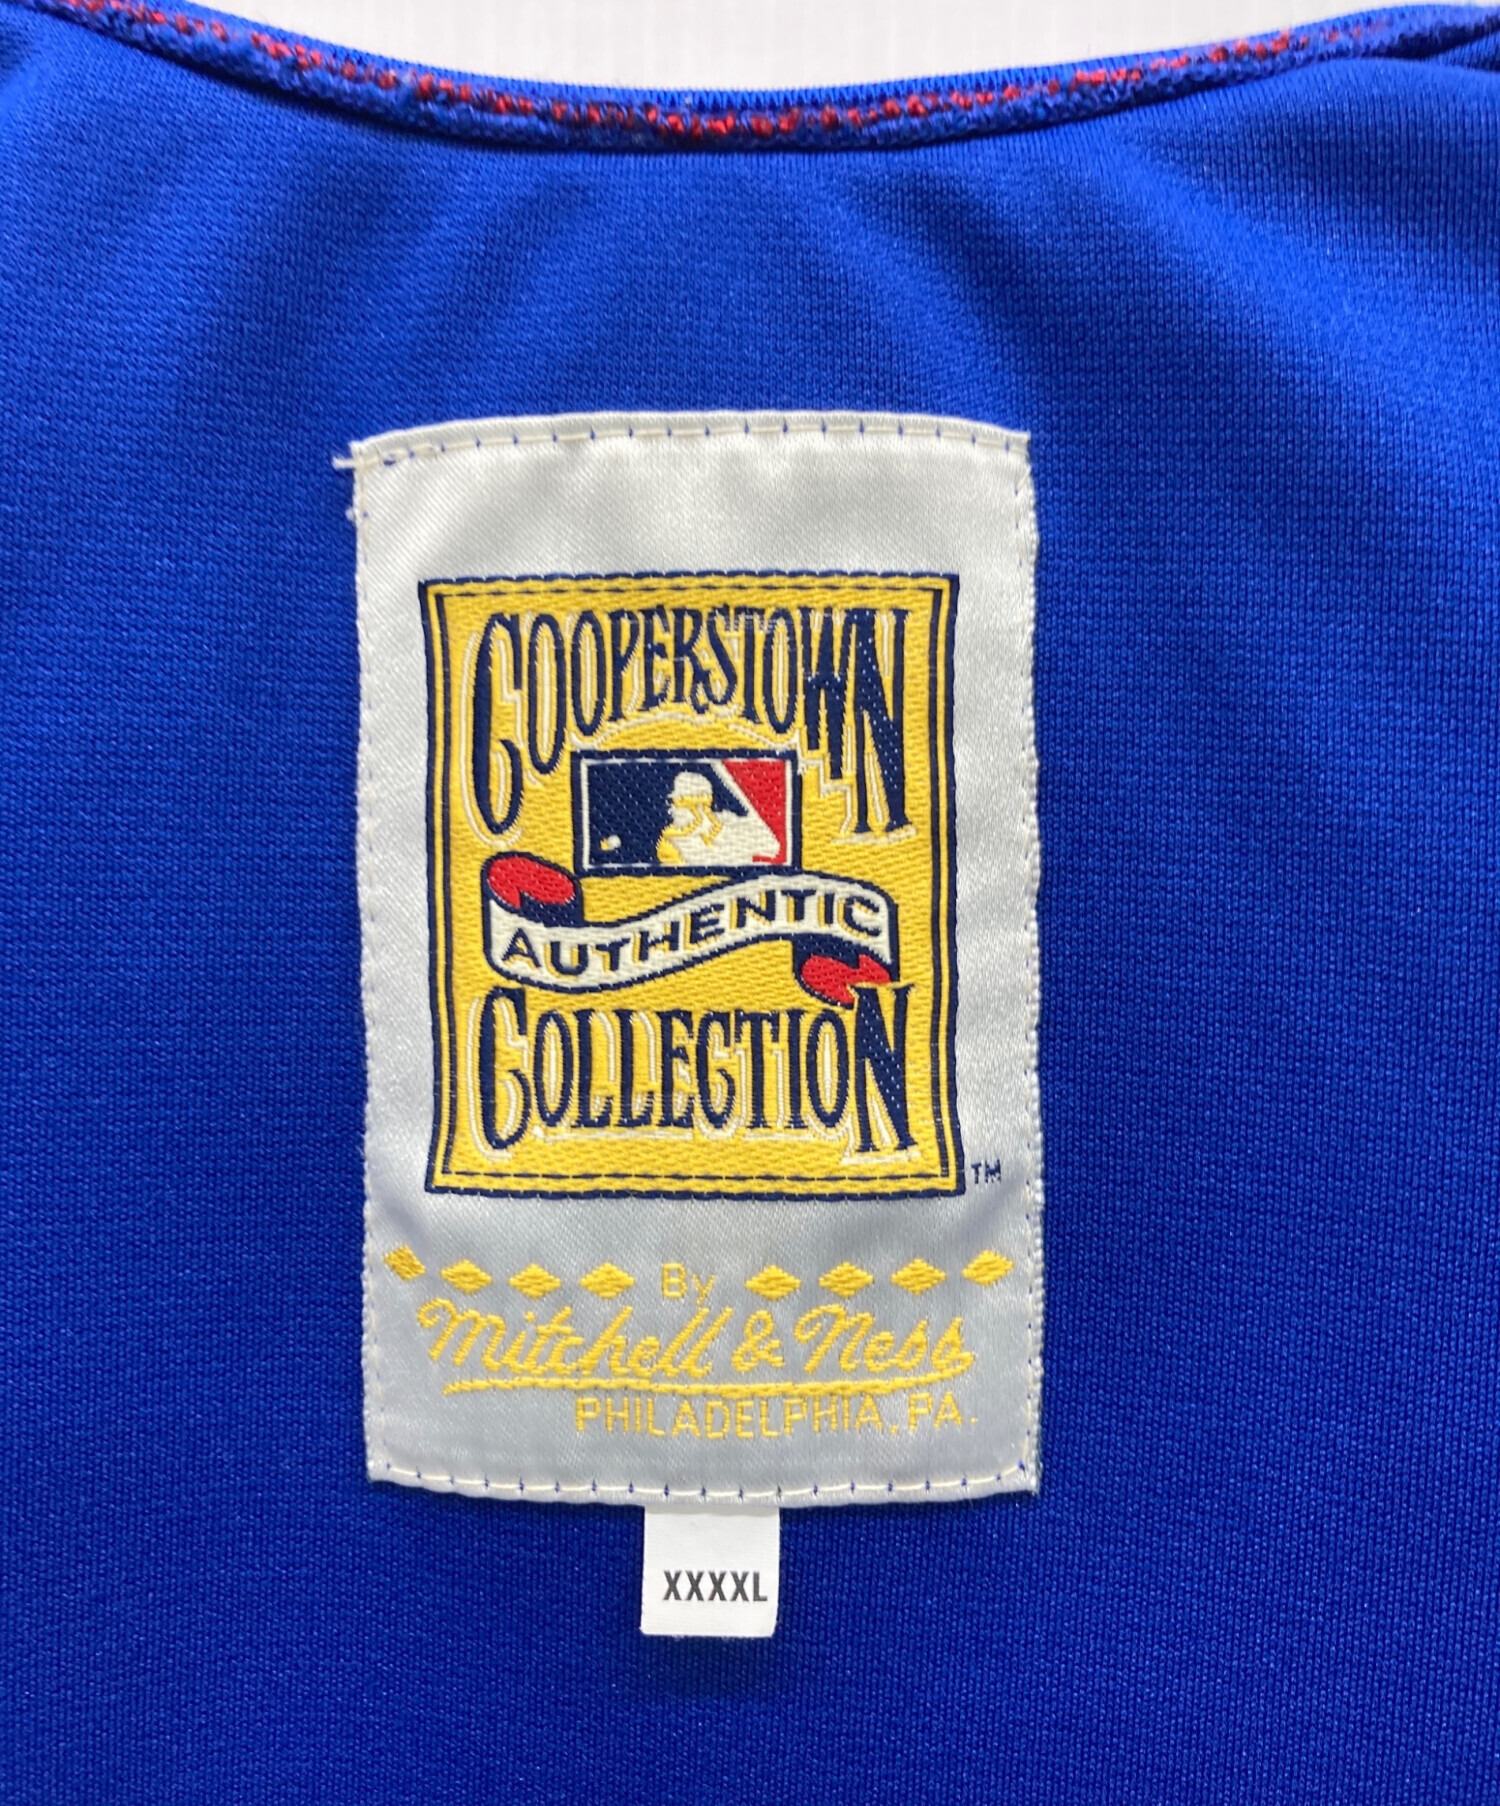 COOPERSTOWN
AUTHENTIC
COLLECTION
TM
By
Mitchell & Ness
PHILADELPHIA, PA.
XXXXL